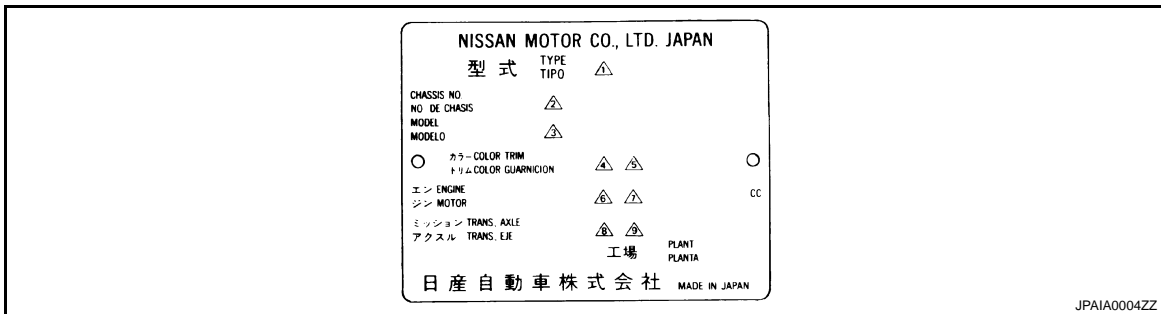 NISSAN MOTOR CO., LTD. JAPAN
型式 TYPE
TIPO 1
CHASSIS NO
NO DE CHASIS 2
MODEL
MODELO 3
カラー COLOR TRIM
トリム COLOR GUARNICION 4 5
エン ENGINE
ジン MOTOR 6 7 CC
ミッション TRANS, AXLE
アクスル TRANS, EJE 8 9
工場 PLANT
PLANTA
日産自動車株式会社 MADE IN JAPAN
JPAIA0004ZZ